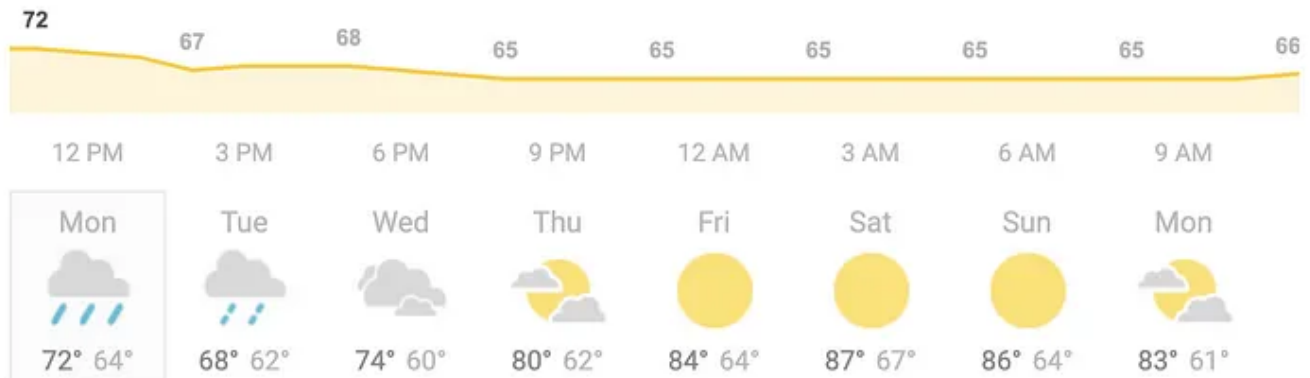 72 67 68 65 65 65 65 65 66
12 PM 3 PM 6 PM 9 PM 12 AM 3 AM 6 AM 9 AM
Mon Tue Wed Thu Fri Sat Sun Mon
72° 64° 68° 62° 74° 60° 80° 62° 84° 64° 87° 67° 86° 64° 83° 61°